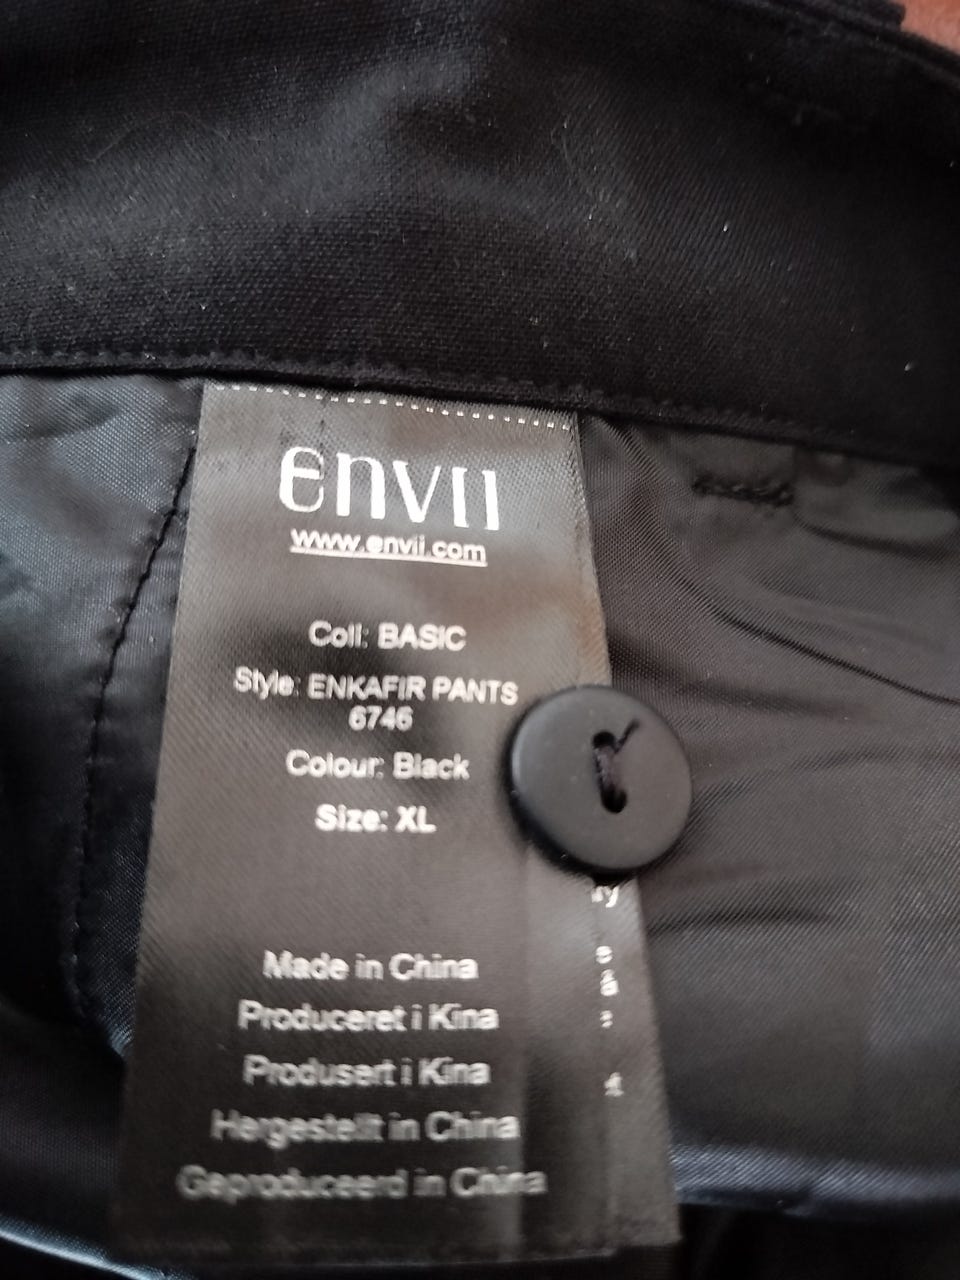 envii
www.envii.com
Coll: BASIC
Style: ENKAFIR PANTS
6746
Colour: Black
Size: XL
Made in China
Produceret i Kina
Produsert i Kina
Hergestellt in China
Geproduceerd in China